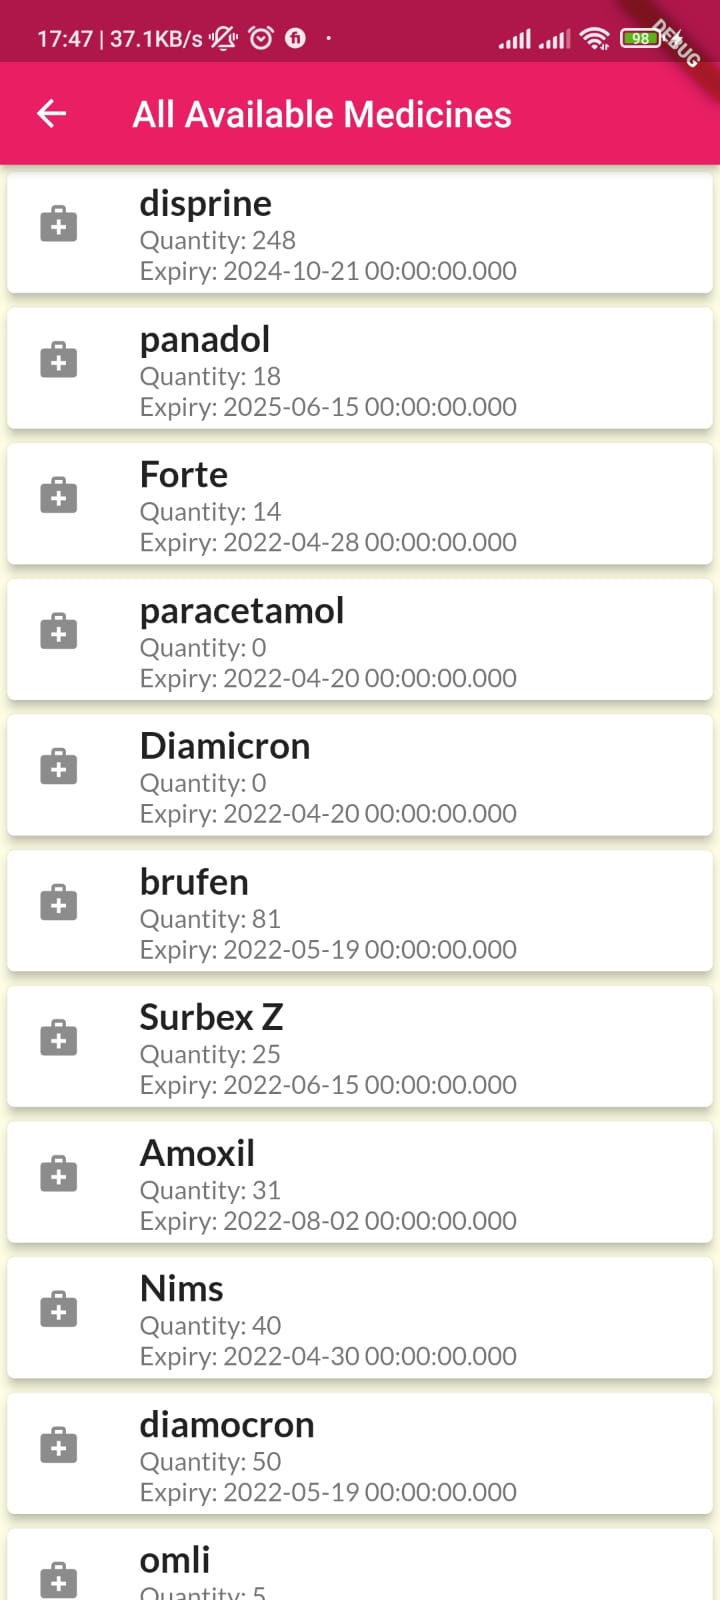 17:47 | 37.1KB/s
98
DEBUG
All Available Medicines
disprine
Quantity: 248
Expiry: 2024-10-21 00:00:00.000
panadol
Quantity: 18
Expiry: 2025-06-15 00:00:00.000
Forte
Quantity: 14
Expiry: 2022-04-28 00:00:00.000
paracetamol
Quantity: 0
Expiry: 2022-04-20 00:00:00.000
Diamicron
Quantity: 0
Expiry: 2022-04-20 00:00:00.000
brufen
Quantity: 81
Expiry: 2022-05-19 00:00:00.000
Surbex Z
Quantity: 25
Expiry: 2022-06-15 00:00:00.000
Amoxil
Quantity: 31
Expiry: 2022-08-02 00:00:00.000
Nims
Quantity: 40
Expiry: 2022-04-30 00:00:00.000
diamocron
Quantity: 50
Expiry: 2022-05-19 00:00:00.000
omli
Quantity: 5